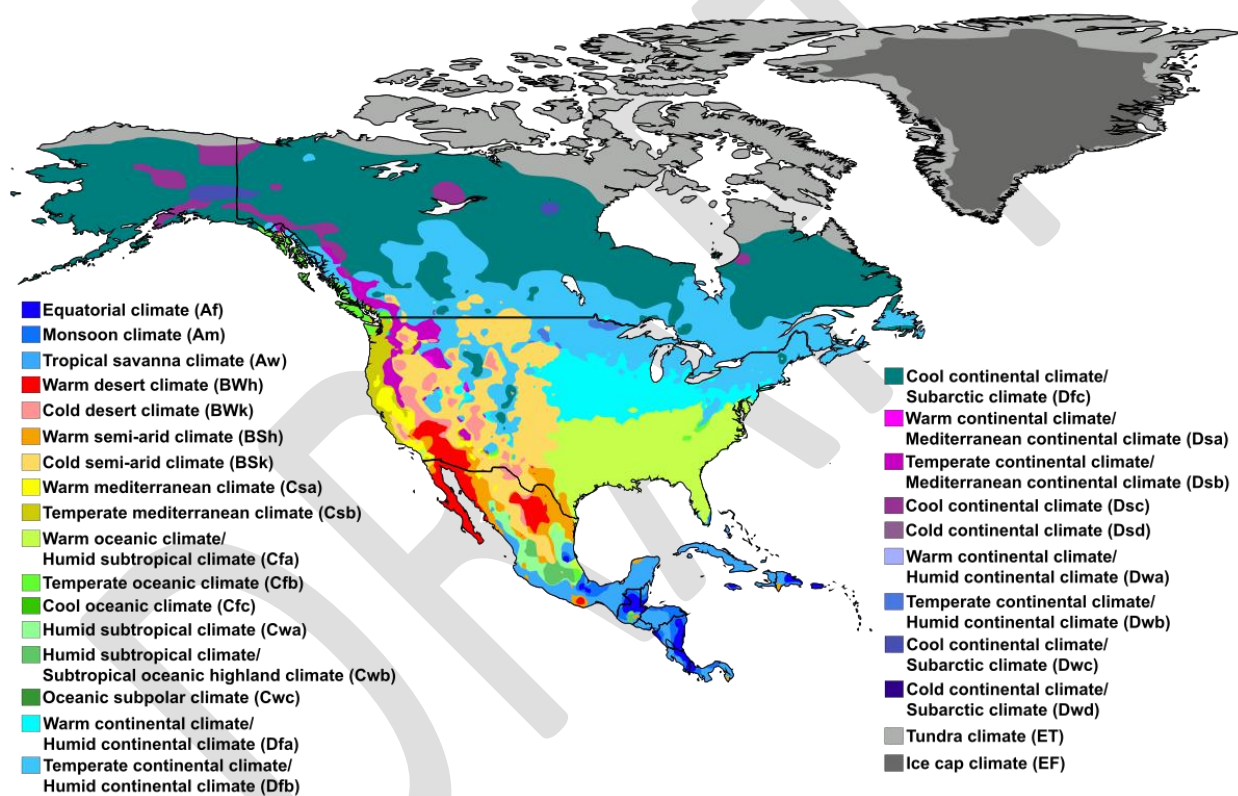 DRAFT
Equatorial climate (Af)
Monsoon climate (Am)
Tropical savanna climate (Aw)
Warm desert climate (BWh)
Cold desert climate (BWk)
Warm semi-arid climate (BSh)
Cold semi-arid climate (BSk)
Warm mediterranean climate (Csa)
Temperate mediterranean climate (Csb)
Warm oceanic climate/
Humid subtropical climate (Cfa)
Temperate oceanic climate (Cfb)
Cool oceanic climate (Cfc)
Humid subtropical climate (Cwa)
Humid subtropical climate/
Subtropical oceanic highland climate (Cwb)
Oceanic subpolar climate (Cwc)
Warm continental climate/
Humid continental climate (Dfa)
Temperate continental climate/
Humid continental climate (Dfb)
Cool continental climate/
Subarctic climate (Dfc)
Warm continental climate/
Mediterranean continental climate (Dsa)
Temperate continental climate/
Mediterranean continental climate (Dsb)
Cool continental climate (Dsc)
Cold continental climate (Dsd)
Warm continental climate/
Humid continental climate (Dwa)
Temperate continental climate/
Humid continental climate (Dwb)
Cool continental climate/
Subarctic climate (Dwc)
Cold continental climate/
Subarctic climate (Dwd)
Tundra climate (ET)
Ice cap climate (EF)